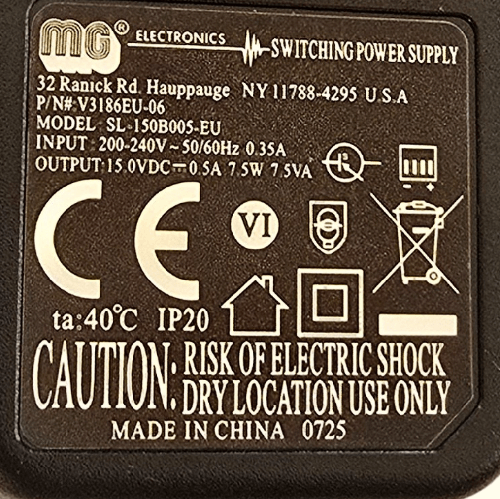 MG® ELECTRONICS SWITCHING POWER SUPPLY
32 Ranick Rd. Hauppauge NY 11788-4295 U.S.A
P/N#:V3186EU-06
MODEL: SL-150B005-EU
INPUT: 200-240V~50/60Hz 0.35A
OUTPUT:15.0VDC⎓0.5A 7.5W 7.5VA
- +
CE VI
ta:40℃ IP20
CAUTION: RISK OF ELECTRIC SHOCK
DRY LOCATION USE ONLY
MADE IN CHINA 0725